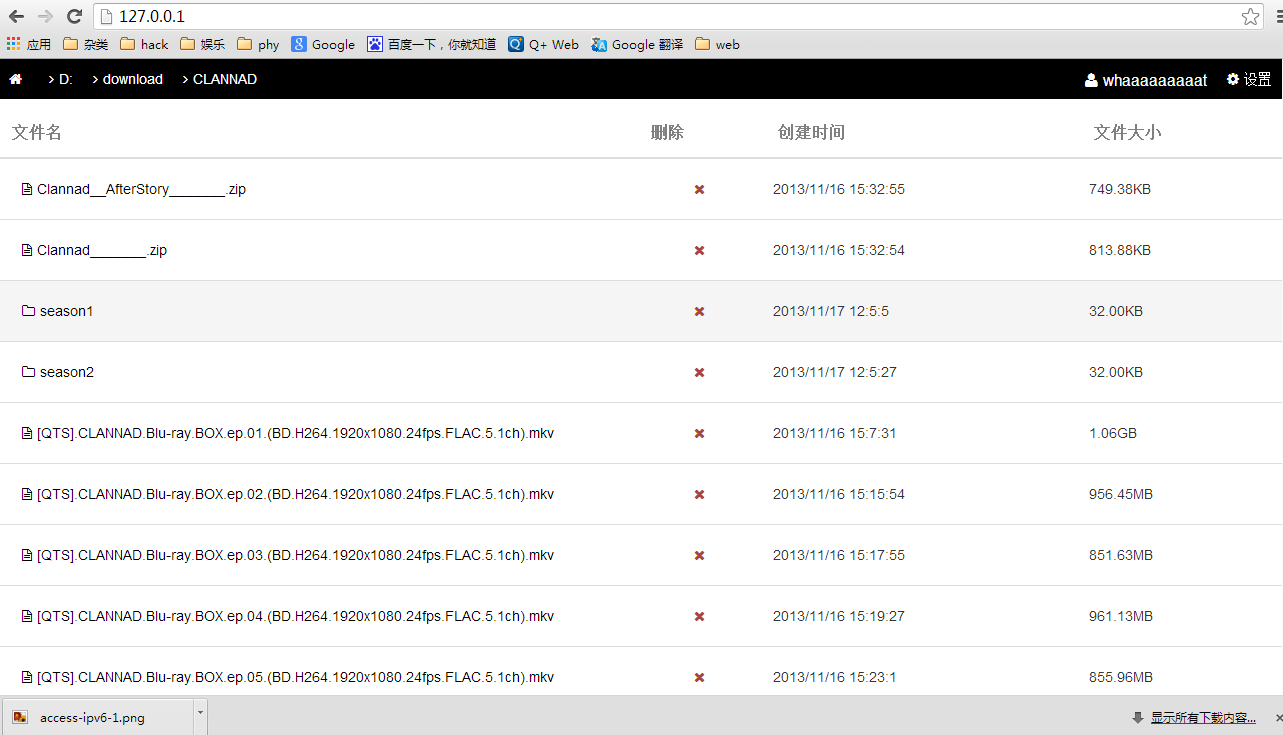 127.0.0.1
应用 杂类 hack 娱乐 phy Google 百度一下，你就知道 Q+ Web Google 翻译 web
D: download CLANNAD whaaaaaaaaat 设置
文件名 删除 创建时间 文件大小
Clannad__AfterStory_______.zip 2013/11/16 15:32:55 749.38KB
Clannad_______.zip 2013/11/16 15:32:54 813.88KB
season1 2013/11/17 12:5:5 32.00KB
season2 2013/11/17 12:5:27 32.00KB
[QTS].CLANNAD.Blu-ray.BOX.ep.01.(BD.H264.1920x1080.24fps.FLAC.5.1ch).mkv 2013/11/16 15:7:31 1.06GB
[QTS].CLANNAD.Blu-ray.BOX.ep.02.(BD.H264.1920x1080.24fps.FLAC.5.1ch).mkv 2013/11/16 15:15:54 956.45MB
[QTS].CLANNAD.Blu-ray.BOX.ep.03.(BD.H264.1920x1080.24fps.FLAC.5.1ch).mkv 2013/11/16 15:17:55 851.63MB
[QTS].CLANNAD.Blu-ray.BOX.ep.04.(BD.H264.1920x1080.24fps.FLAC.5.1ch).mkv 2013/11/16 15:19:27 961.13MB
[QTS].CLANNAD.Blu-ray.BOX.ep.05.(BD.H264.1920x1080.24fps.FLAC.5.1ch).mkv 2013/11/16 15:23:1 855.96MB
access-ipv6-1.png 显示所有下载内容...